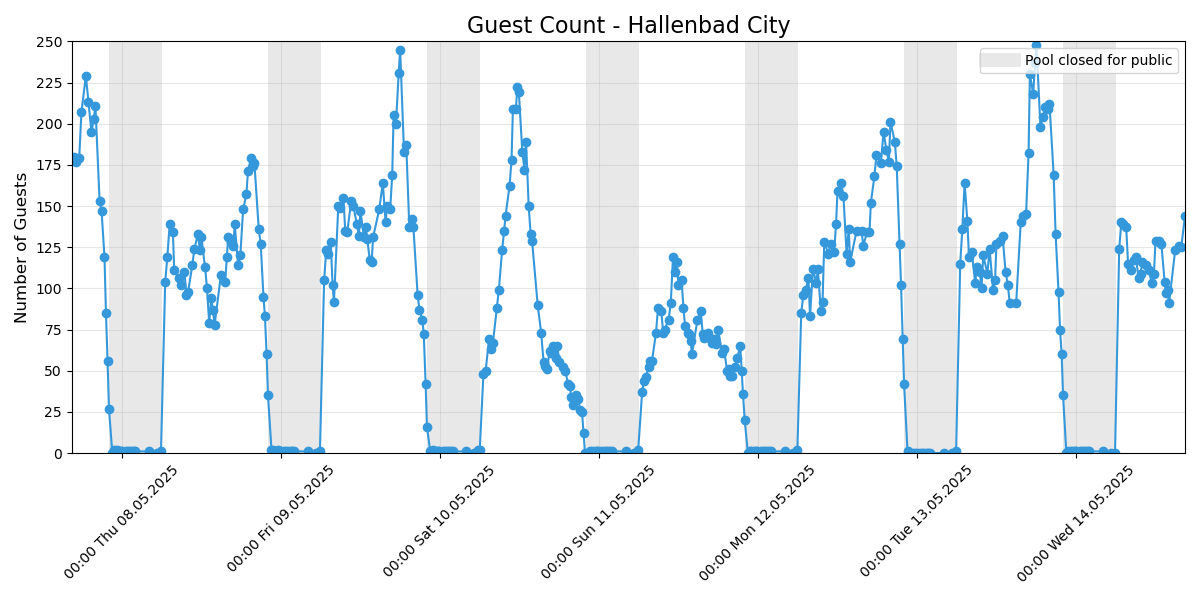 Guest Count - Hallenbad City
Pool closed for public
Number of Guests
250
225
200
175
150
125
100
75
50
25
0
00:00 Thu 08.05.2025
00:00 Fri 09.05.2025
00:00 Sat 10.05.2025
00:00 Sun 11.05.2025
00:00 Mon 12.05.2025
00:00 Tue 13.05.2025
00:00 Wed 14.05.2025